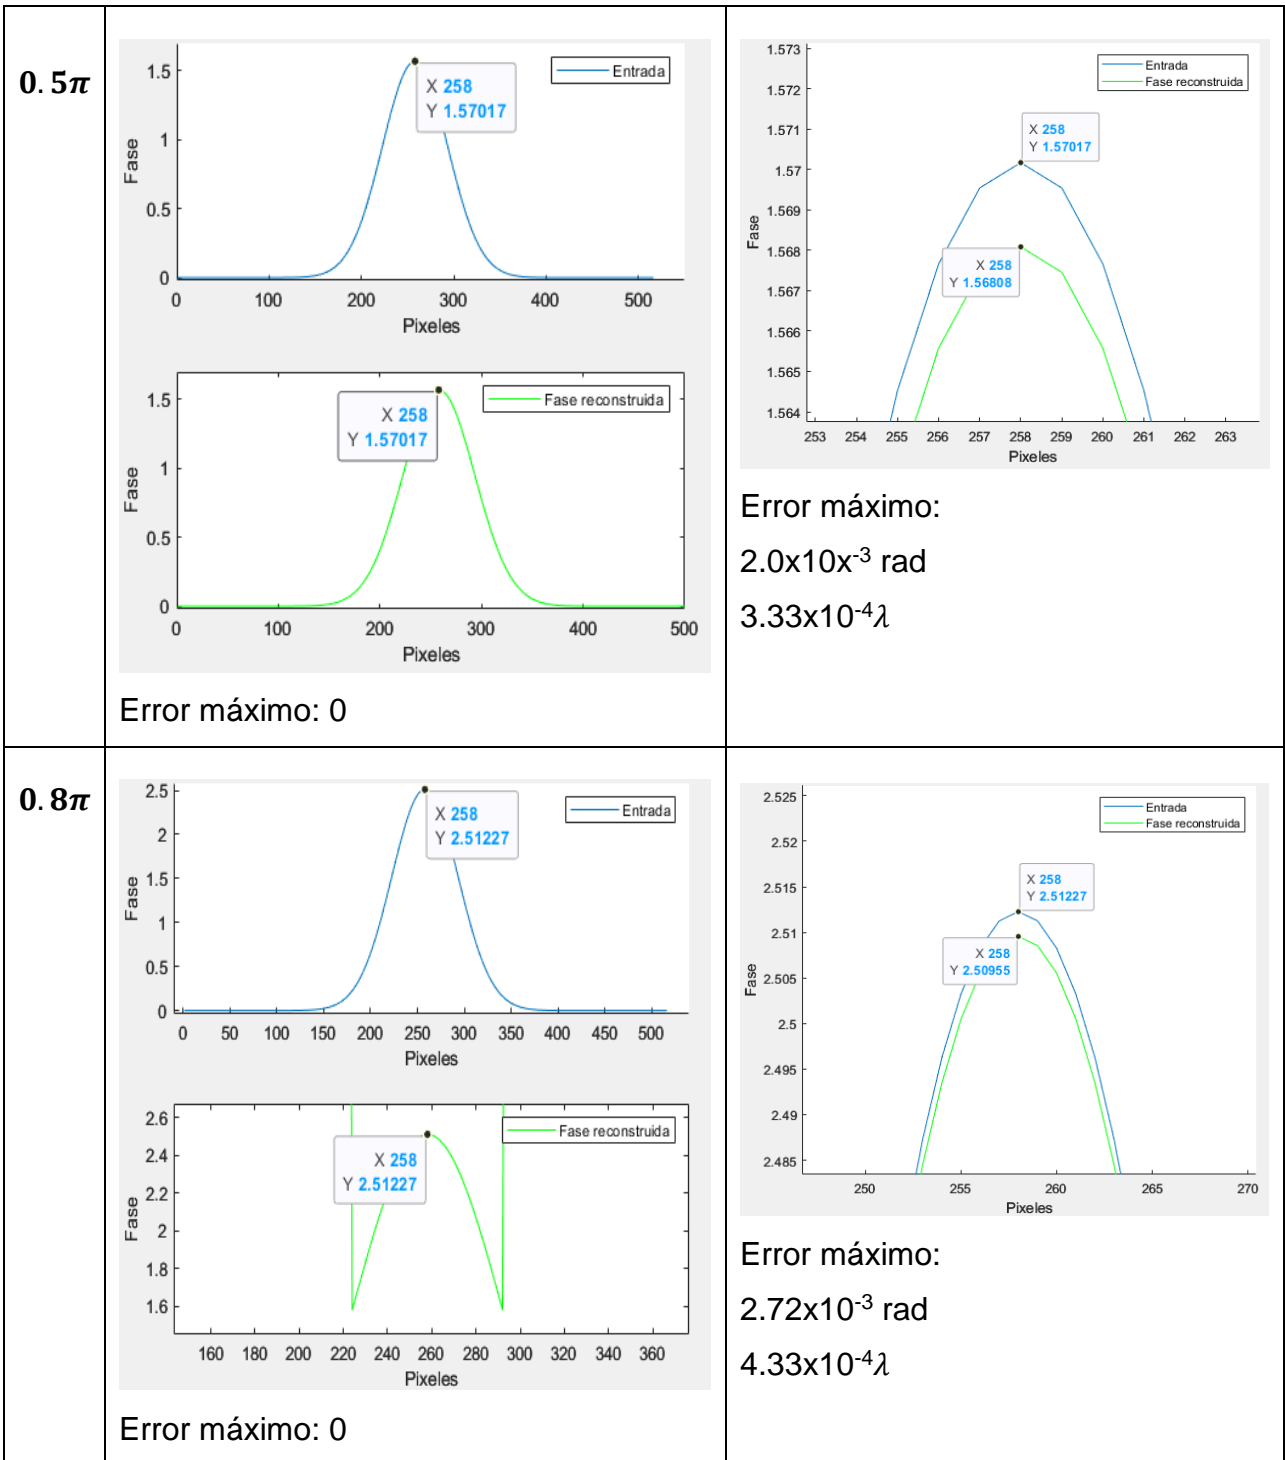 0.5π
1.5
1
0.5
0
Fase
0 100 200 300 400 500
Pixeles
Entrada
X 258
Y 1.57017
1.5
1
0.5
0
Fase
0 100 200 300 400 500
Pixeles
Fase reconstruida
X 258
Y 1.57017
Error máximo: 0
1.573
1.572
1.571
1.57
1.569
1.568
1.567
1.566
1.565
1.564
Fase
253 254 255 256 257 258 259 260 261 262 263
Pixeles
Entrada
Fase reconstruida
X 258
Y 1.57017
X 258
Y 1.56808
Error máximo:
2.0x10x⁻³ rad
3.33x10⁻⁴λ
0.8π
2.5
2
1.5
1
0.5
0
Fase
0 50 100 150 200 250 300 350 400 450 500
Pixeles
Entrada
X 258
Y 2.51227
2.6
2.4
2.2
2
1.8
1.6
Fase
160 180 200 220 240 260 280 300 320 340 360
Pixeles
Fase reconstruida
X 258
Y 2.51227
Error máximo: 0
2.525
2.52
2.515
2.51
2.505
2.5
2.495
2.49
2.485
Fase
250 255 260 265 270
Pixeles
Entrada
Fase reconstruida
X 258
Y 2.51227
X 258
Y 2.50955
Error máximo:
2.72x10⁻³ rad
4.33x10⁻⁴λ